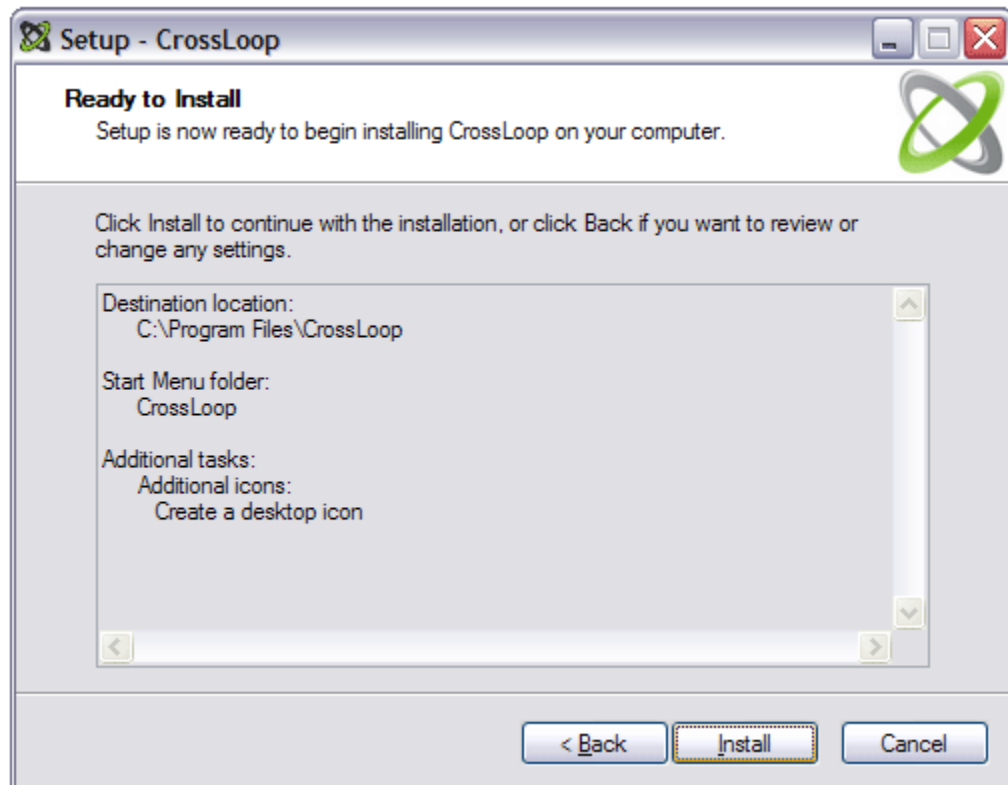 Setup - CrossLoop
Ready to Install
Setup is now ready to begin installing CrossLoop on your computer.
Click Install to continue with the installation, or click Back if you want to review or
change any settings.
Destination location:
C:\Program Files\CrossLoop
Start Menu folder:
CrossLoop
Additional tasks:
Additional icons:
Create a desktop icon
< Back
Install
Cancel